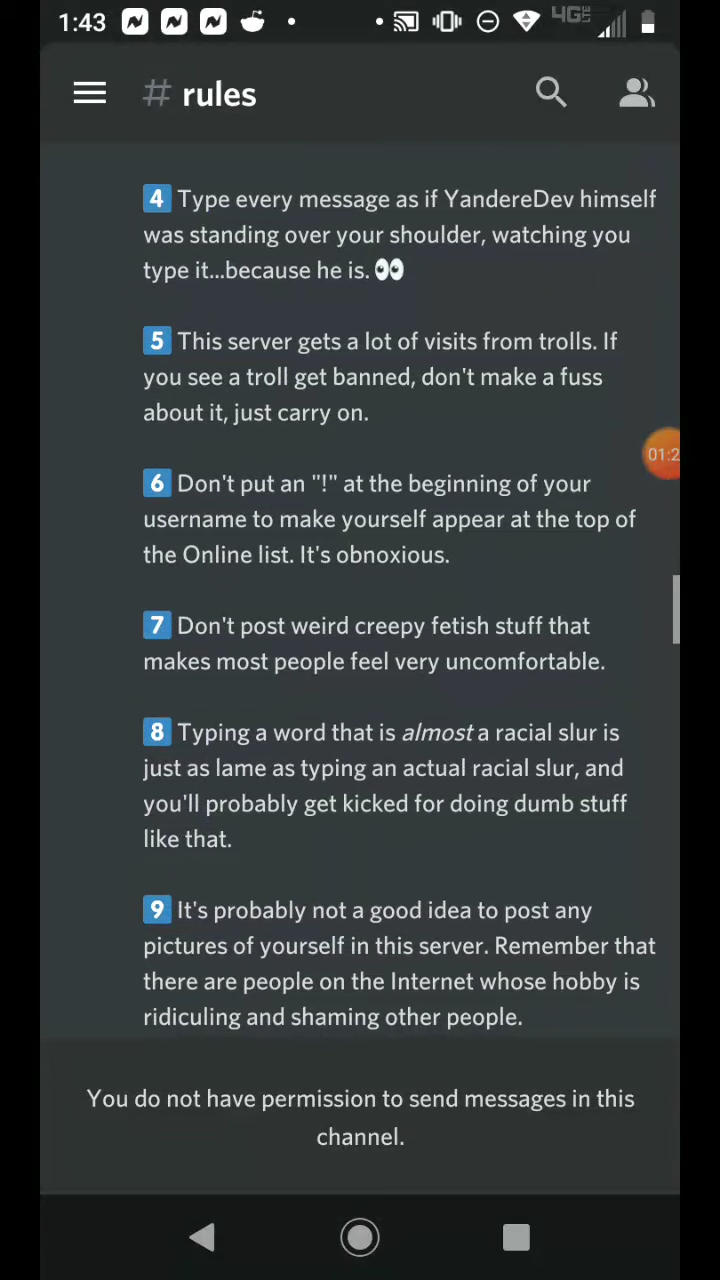 1:43
4GE
# rules
4 Type every message as if YandereDev himself
was standing over your shoulder, watching you
type it...because he is. 👀
5 This server gets a lot of visits from trolls. If
you see a troll get banned, don't make a fuss
about it, just carry on.
01:2
6 Don't put an "!" at the beginning of your
username to make yourself appear at the top of
the Online list. It's obnoxious.
7 Don't post weird creepy fetish stuff that
makes most people feel very uncomfortable.
8 Typing a word that is almost a racial slur is
just as lame as typing an actual racial slur, and
you'll probably get kicked for doing dumb stuff
like that.
9 It's probably not a good idea to post any
pictures of yourself in this server. Remember that
there are people on the Internet whose hobby is
ridiculing and shaming other people.
You do not have permission to send messages in this
channel.